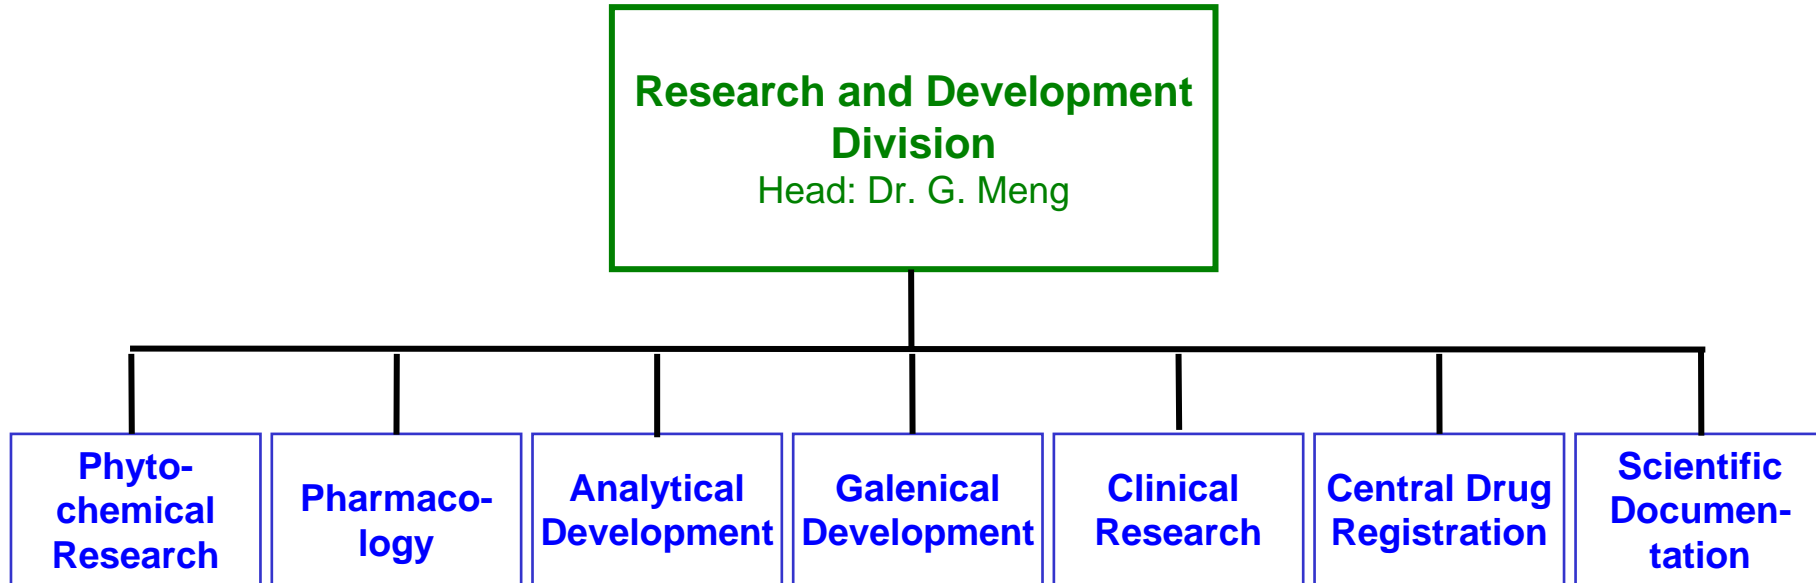 Research and Development
Division
Head: Dr. G. Meng
Phyto-
chemical
Research
Pharmaco-
logy
Analytical
Development
Galenical
Development
Clinical
Research
Central Drug
Registration
Scientific
Documen-
tation